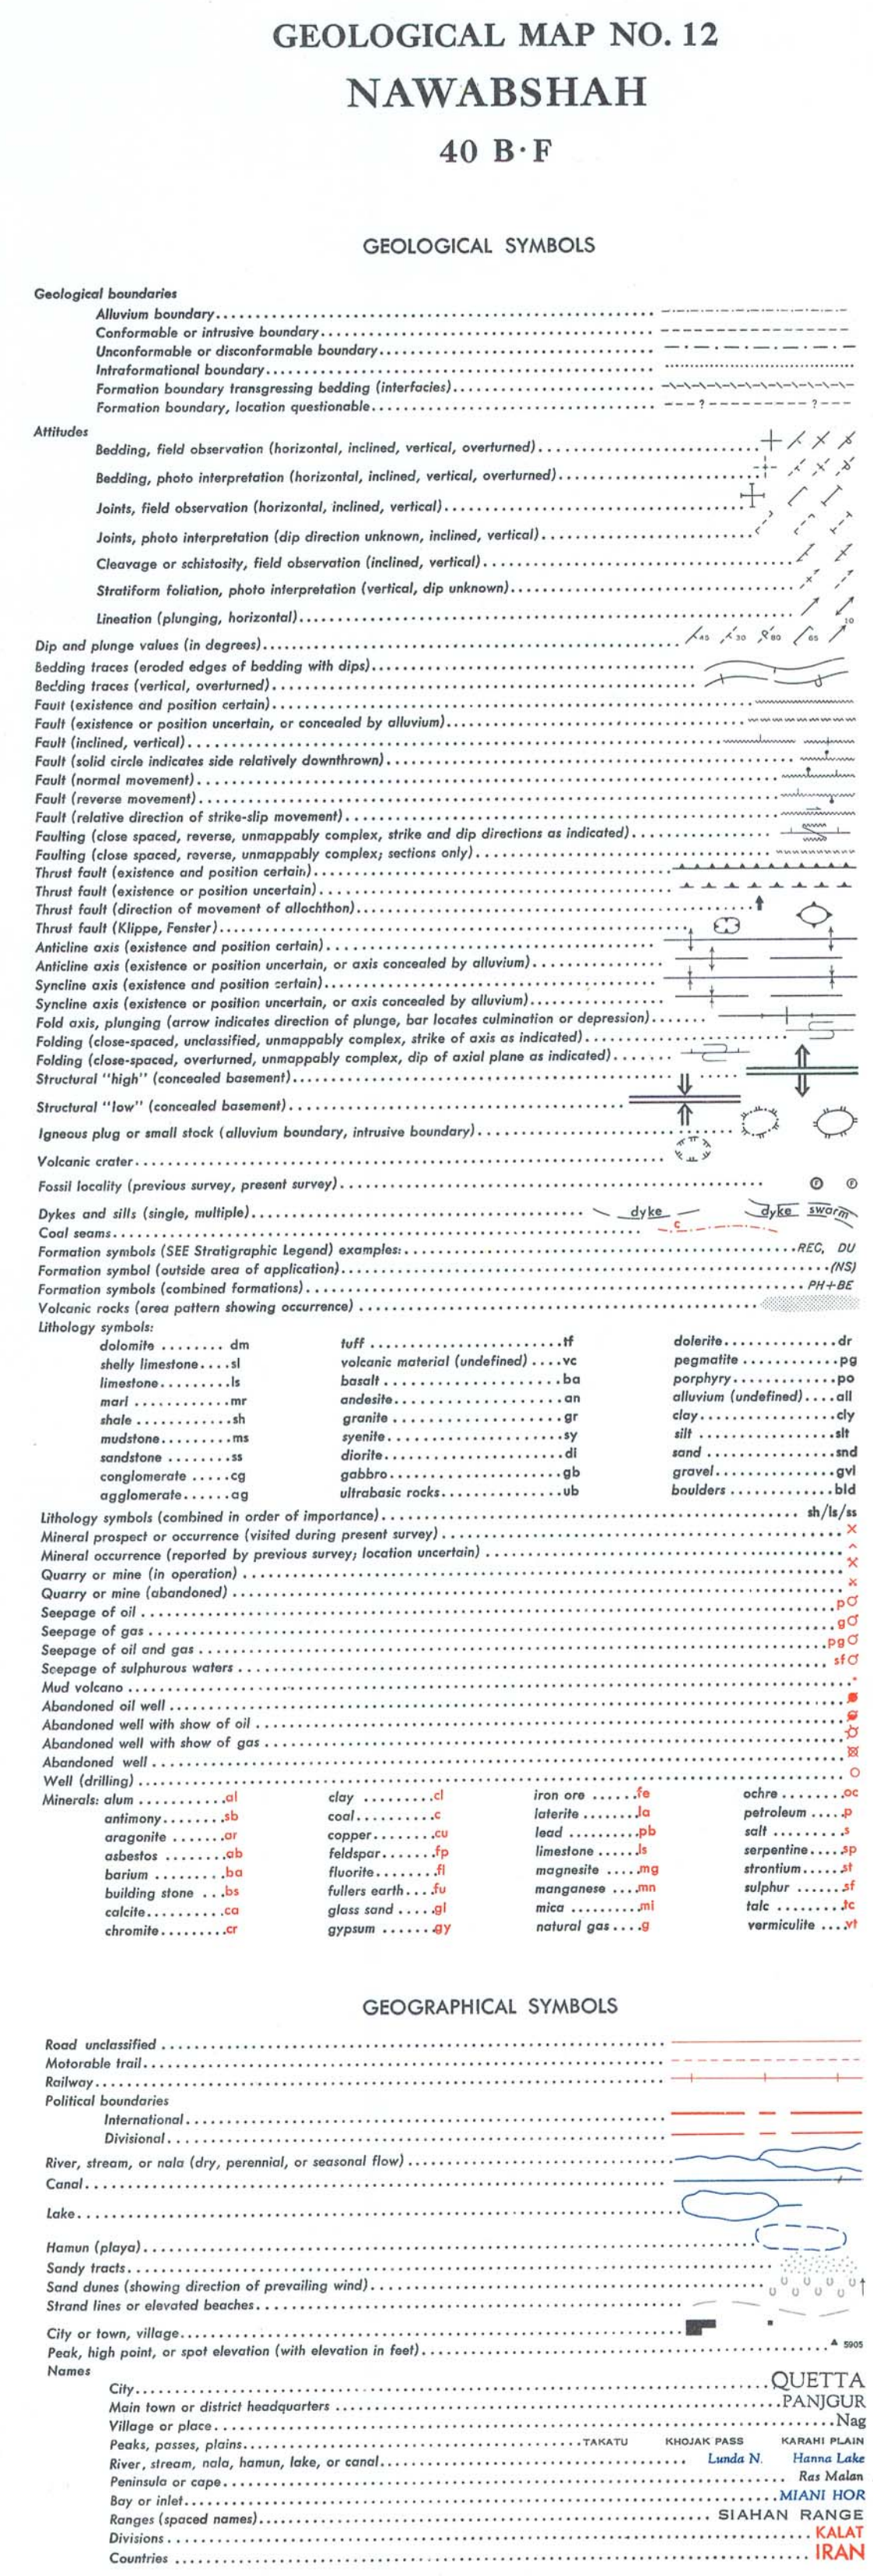 GEOLOGICAL MAP NO. 12
NAWABSHAH
40 B·F
GEOLOGICAL SYMBOLS
Geological boundaries
Alluvium boundary
Conformable or intrusive boundary
Unconformable or disconformable boundary
Intraformational boundary
Formation boundary transgressing bedding (interfacies)
Formation boundary, location questionable ? ?
Attitudes
Bedding, field observation (horizontal, inclined, vertical, overturned)
Bedding, photo interpretation (horizontal, inclined, vertical, overturned)
Joints, field observation (horizontal, inclined, vertical)
Joints, photo interpretation (dip direction unknown, inclined, vertical)
Cleavage or schistosity, field observation (inclined, vertical)
Stratiform foliation, photo interpretation (vertical, dip unknown)
Lineation (plunging, horizontal)
Dip and plunge values (in degrees) 45 30 80 65 10
Bedding traces (eroded edges of bedding with dips)
Bedding traces (vertical, overturned)
Fault (existence and position certain)
Fault (existence or position uncertain, or concealed by alluvium)
Fault (inclined, vertical)
Fault (solid circle indicates side relatively downthrown)
Fault (normal movement)
Fault (reverse movement)
Fault (relative direction of strike-slip movement)
Faulting (close spaced, reverse, unmappably complex, strike and dip directions as indicated)
Faulting (close spaced, reverse, unmappably complex; sections only)
Thrust fault (existence and position certain)
Thrust fault (existence or position uncertain)
Thrust fault (direction of movement of allochthon)
Thrust fault (Klippe, Fenster)
Anticline axis (existence and position certain)
Anticline axis (existence or position uncertain, or axis concealed by alluvium)
Syncline axis (existence and position certain)
Syncline axis (existence or position uncertain, or axis concealed by alluvium)
Fold axis, plunging (arrow indicates direction of plunge, bar locates culmination or depression)
Folding (close-spaced, unclassified, unmappably complex, strike of axis as indicated)
Folding (close-spaced, overturned, unmappably complex, dip of axial plane as indicated)
Structural "high" (concealed basement)
Structural "low" (concealed basement)
Igneous plug or small stock (alluvium boundary, intrusive boundary)
Volcanic crater
Fossil locality (previous survey, present survey)
Dykes and sills (single, multiple) dyke dyke swarm
Coal seams c
Formation symbols (SEE Stratigraphic Legend) examples: REC, DU
Formation symbol (outside area of application) (NS)
Formation symbols (combined formations) PH+BE
Volcanic rocks (area pattern showing occurrence)
Lithology symbols:
dolomite dm tuff tf dolerite dr
shelly limestone sl volcanic material (undefined) vc pegmatite pg
limestone ls basalt ba porphyry po
marl mr andesite an alluvium (undefined) all
shale sh granite gr clay cly
mudstone ms syenite sy silt slt
sandstone ss diorite di sand snd
conglomerate cg gabbro gb gravel gvl
agglomerate ag ultrabasic rocks ub boulders bld
Lithology symbols (combined in order of importance) sh/ls/ss
Mineral prospect or occurrence (visited during present survey)
Mineral occurrence (reported by previous survey; location uncertain)
Quarry or mine (in operation)
Quarry or mine (abandoned)
Seepage of oil p
Seepage of gas g
Seepage of oil and gas pg
Seepage of sulphurous waters sf
Mud volcano
Abandoned oil well
Abandoned well with show of oil
Abandoned well with show of gas
Abandoned well
Well (drilling)
Minerals: alum al clay cl iron ore fe ochre oc
antimony sb coal c laterite la petroleum p
aragonite ar copper cu lead pb salt s
asbestos ab feldspar fp limestone ls serpentine sp
barium ba fluorite fl magnesite mg strontium st
building stone bs fullers earth fu manganese mn sulphur sf
calcite ca glass sand gl mica mi talc tc
chromite cr gypsum gy natural gas g vermiculite vt
GEOGRAPHICAL SYMBOLS
Road unclassified
Motorable trail
Railway
Political boundaries
International
Divisional
River, stream, or nala (dry, perennial, or seasonal flow)
Canal
Lake
Hamun (playa)
Sandy tracts
Sand dunes (showing direction of prevailing wind)
Strand lines or elevated beaches
City or town, village
Peak, high point, or spot elevation (with elevation in feet) 5905
Names
City QUETTA
Main town or district headquarters PANJGUR
Village or place Nag
Peaks, passes, plains TAKATU KHOJAK PASS KARAHI PLAIN
River, stream, nala, hamun, lake, or canal Lunda N. Hanna Lake
Peninsula or cape Ras Malan
Bay or inlet MIANI HOR
Ranges (spaced names) SIAHAN RANGE
Divisions KALAT
Countries IRAN